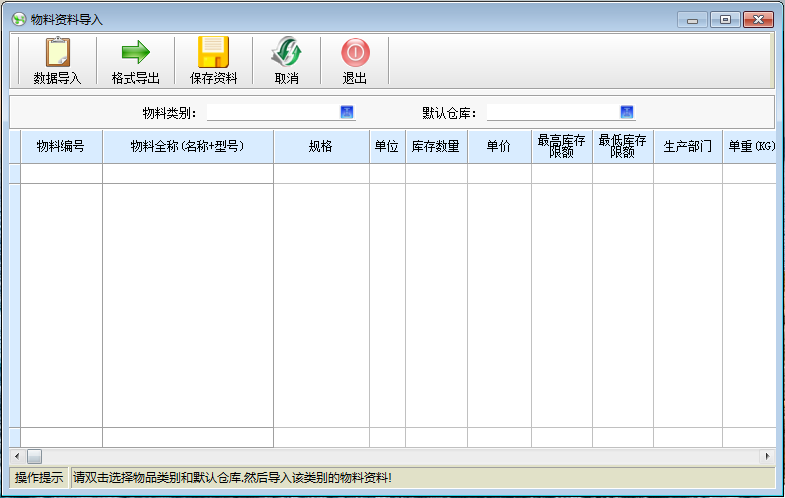 物料资料导入
数据导入 格式导出 保存资料 取消 退出
物料类别： 默认仓库：
物料编号 物料全称(名称+型号) 规格 单位 库存数量 单价 最高库存 最低库存 生产部门 单重(KG)
限额 限额
操作提示 请双击选择物品类别和默认仓库,然后导入该类别的物料资料!